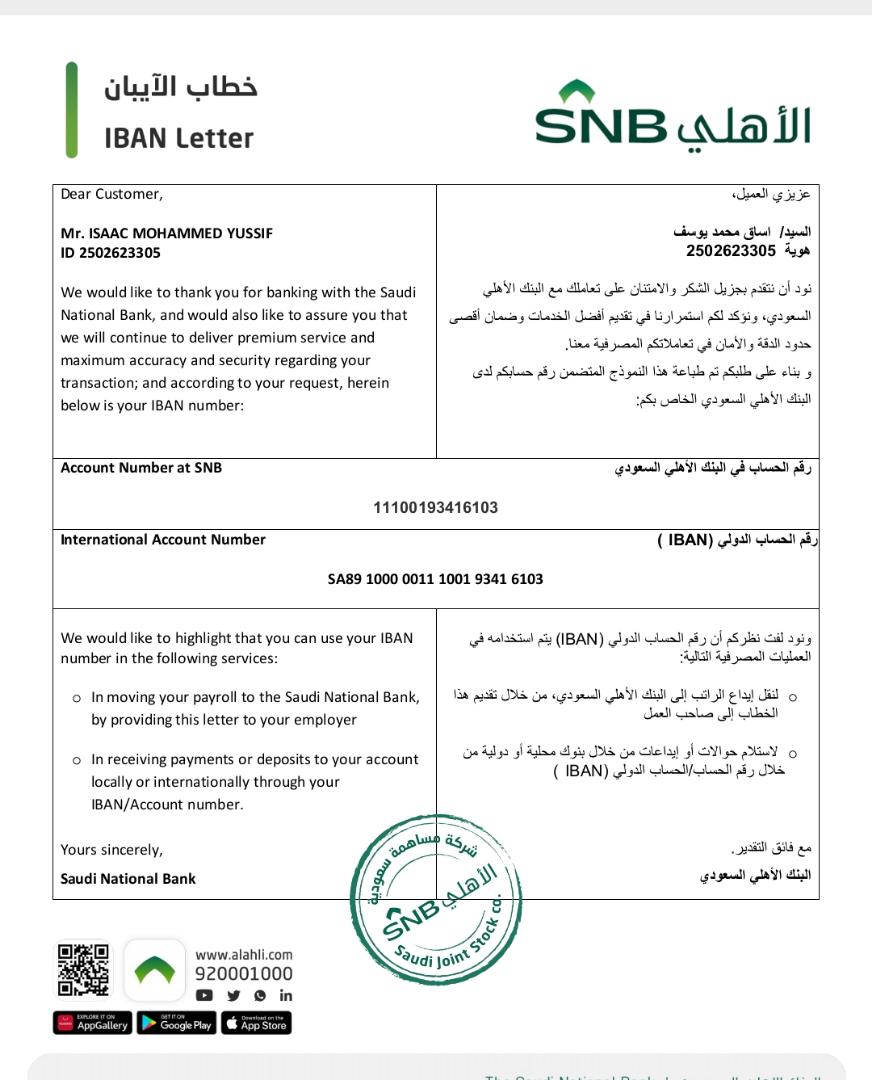 خطاب الآيبان
IBAN Letter
SNB الأهلي
Dear Customer,
Mr. ISAAC MOHAMMED YUSSIF
ID 2502623305
We would like to thank you for banking with the Saudi
National Bank, and would also like to assure you that
we will continue to deliver premium service and
maximum accuracy and security regarding your
transaction; and according to your request, herein
below is your IBAN number:
عزيزي العميل،
السيد/ اساق محمد يوسف
هوية 2502623305
نود أن نتقدم بجزيل الشكر والامتنان على تعاملك مع البنك الأهلي
السعودي، ونؤكد لكم استمرارنا في تقديم أفضل الخدمات وضمان أقصى
حدود الدقة والأمان في تعاملاتكم المصرفية معنا.
و بناء على طلبكم تم طباعة هذا النموذج المتضمن رقم حسابكم لدى
البنك الأهلي السعودي الخاص بكم:
Account Number at SNB
رقم الحساب في البنك الأهلي السعودي
11100193416103
International Account Number
رقم الحساب الدولي (IBAN )
SA89 1000 0011 1001 9341 6103
We would like to highlight that you can use your IBAN
number in the following services:
o In moving your payroll to the Saudi National Bank,
by providing this letter to your employer
o In receiving payments or deposits to your account
locally or internationally through your
IBAN/Account number.
Yours sincerely,
Saudi National Bank
ونود لفت نظركم أن رقم الحساب الدولي (IBAN) يتم استخدامه في
العمليات المصرفية التالية:
o لنقل إيداع الراتب إلى البنك الأهلي السعودي، من خلال تقديم هذا
الخطاب إلى صاحب العمل
o لاستلام حوالات أو إيداعات من خلال بنوك محلية أو دولية من
خلال رقم الحساب/الحساب الدولي (IBAN )
مع فائق التقدير.
البنك الأهلي السعودي
شركة مساهمة سعودية
SNB الأهلي
Saudi Joint Stock co.
www.alahli.com
920001000
EXPLORE IT ON
AppGallery
GET IT ON
Google Play
Download on the
App Store